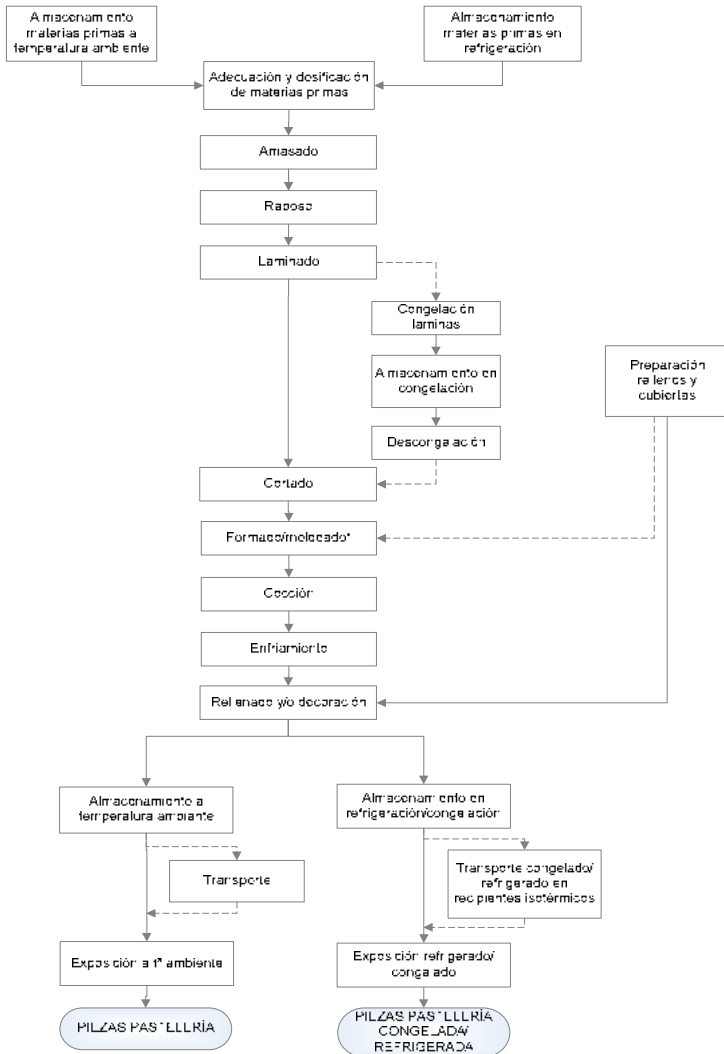 Almacenamiento
materias primas a
temperatura ambiente
Almacenamiento
materias primas en
refrigeración
Adecuación y dosificación
de materias primas
Amasado
Reposo
Laminado
Congelación
laminas
Almacenamiento en
congelación
Descongelación
Preparación
rellenos y
cubiertas
Cortado
Formado/moldeado*
Cocción
Enfriamiento
Rellenado y/o decoración
Almacenamiento a
temperatura ambiente
Almacenamiento en
refrigeración/congelación
Transporte
Transporte congelado/
refrigerado en
recipientes isotérmicos
Exposición a tª ambiente
Exposición refrigerado/
congelado
PIEZAS PASTELERÍA
PIEZAS PASTELERÍA
CONGELADA/
REFRIGERADA